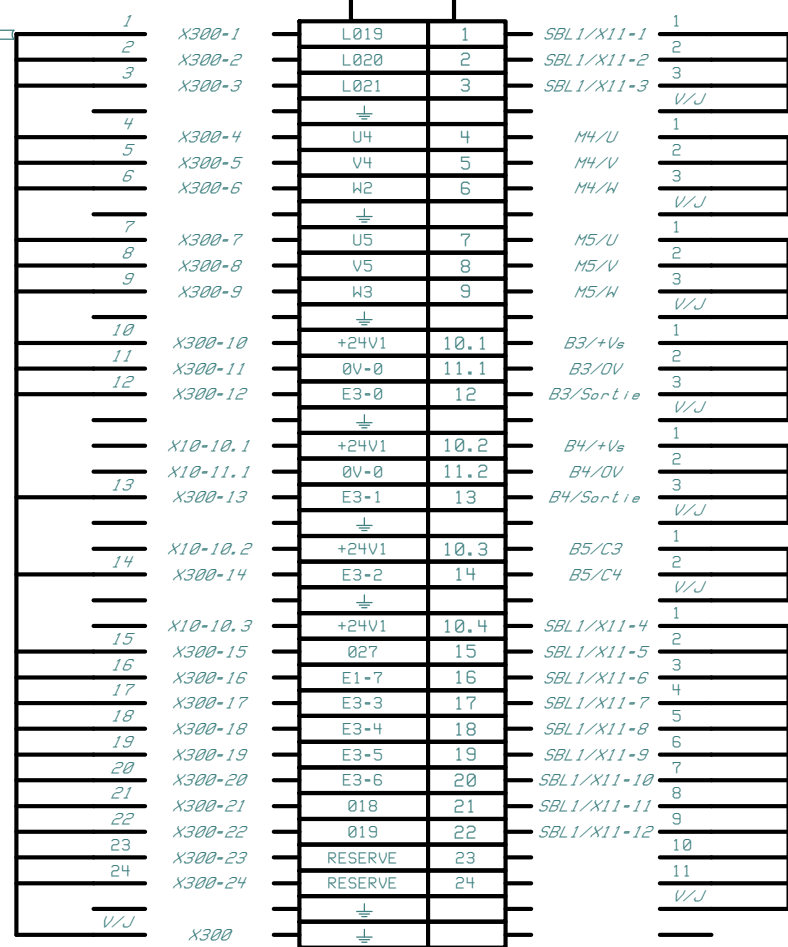 1 X300-1 L019 1 SBL1/X11-1 1
2 X300-2 L020 2 SBL1/X11-2 2
3 X300-3 L021 3 SBL1/X11-3 3
V/J
4 X300-4 U4 4 M4/U 1
5 X300-5 V4 5 M4/V 2
6 X300-6 W2 6 M4/W 3
V/J
7 X300-7 U5 7 M5/U 1
8 X300-8 V5 8 M5/V 2
9 X300-9 W3 9 M5/W 3
V/J
10 X300-10 +24V1 10.1 B3/+Vs 1
11 X300-11 0V-0 11.1 B3/0V 2
12 X300-12 E3-0 12 B3/Sortie 3
V/J
X10-10.1 +24V1 10.2 B4/+Vs 1
X10-11.1 0V-0 11.2 B4/0V 2
13 X300-13 E3-1 13 B4/Sortie 3
V/J
X10-10.2 +24V1 10.3 B5/C3 1
14 X300-14 E3-2 14 B5/C4 2
V/J
X10-10.3 +24V1 10.4 SBL1/X11-4 1
15 X300-15 027 15 SBL1/X11-5 2
16 X300-16 E1-7 16 SBL1/X11-6 3
17 X300-17 E3-3 17 SBL1/X11-7 4
18 X300-18 E3-4 18 SBL1/X11-8 5
19 X300-19 E3-5 19 SBL1/X11-9 6
20 X300-20 E3-6 20 SBL1/X11-10 7
21 X300-21 018 21 SBL1/X11-11 8
22 X300-22 019 22 SBL1/X11-12 9
23 X300-23 RESERVE 23 10
24 X300-24 RESERVE 24 11
V/J
V/J X300